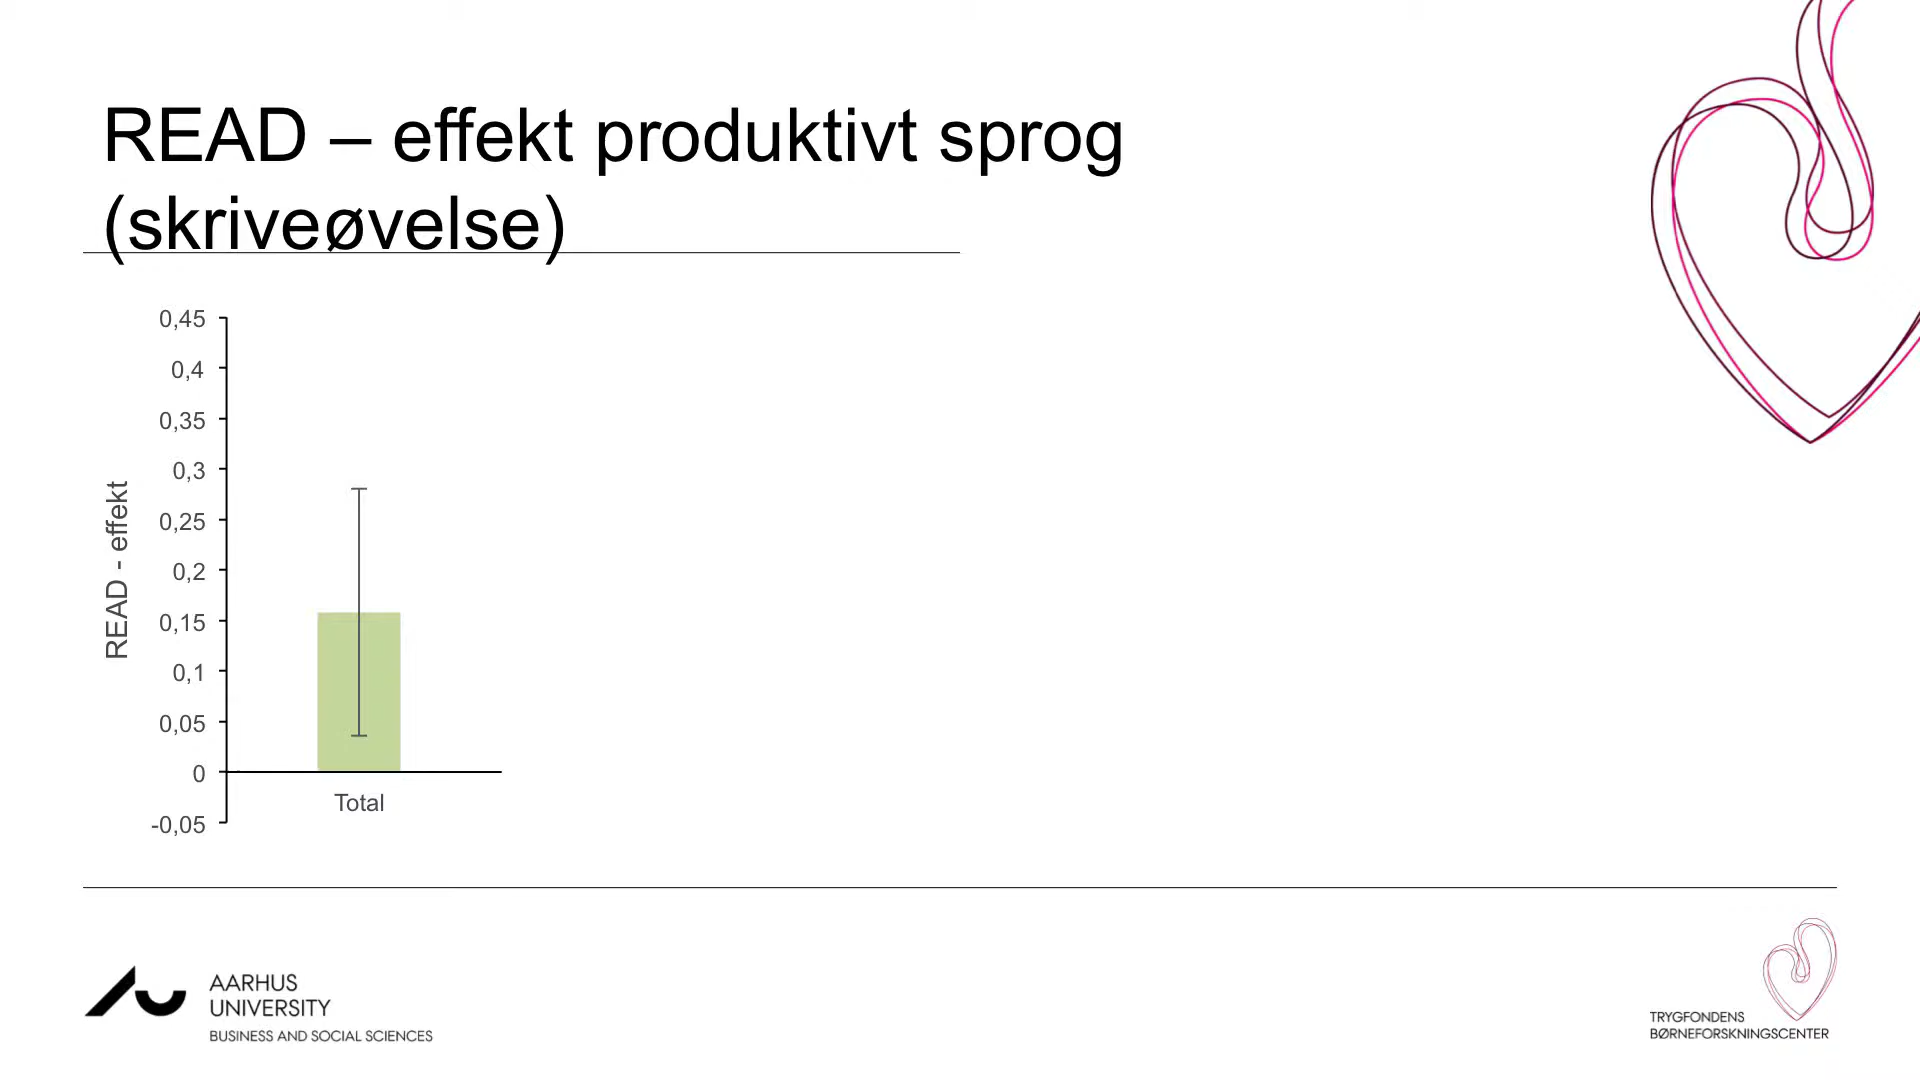 READ – effekt produktivt sprog
(skriveøvelse)
0,45
0,4
0,35
0,3
0,25
0,2
0,15
0,1
0,05
0
-0,05
READ - effekt
Total
AARHUS
UNIVERSITY
BUSINESS AND SOCIAL SCIENCES
TRYGFONDENS
BØRNEFORSKNINGSCENTER